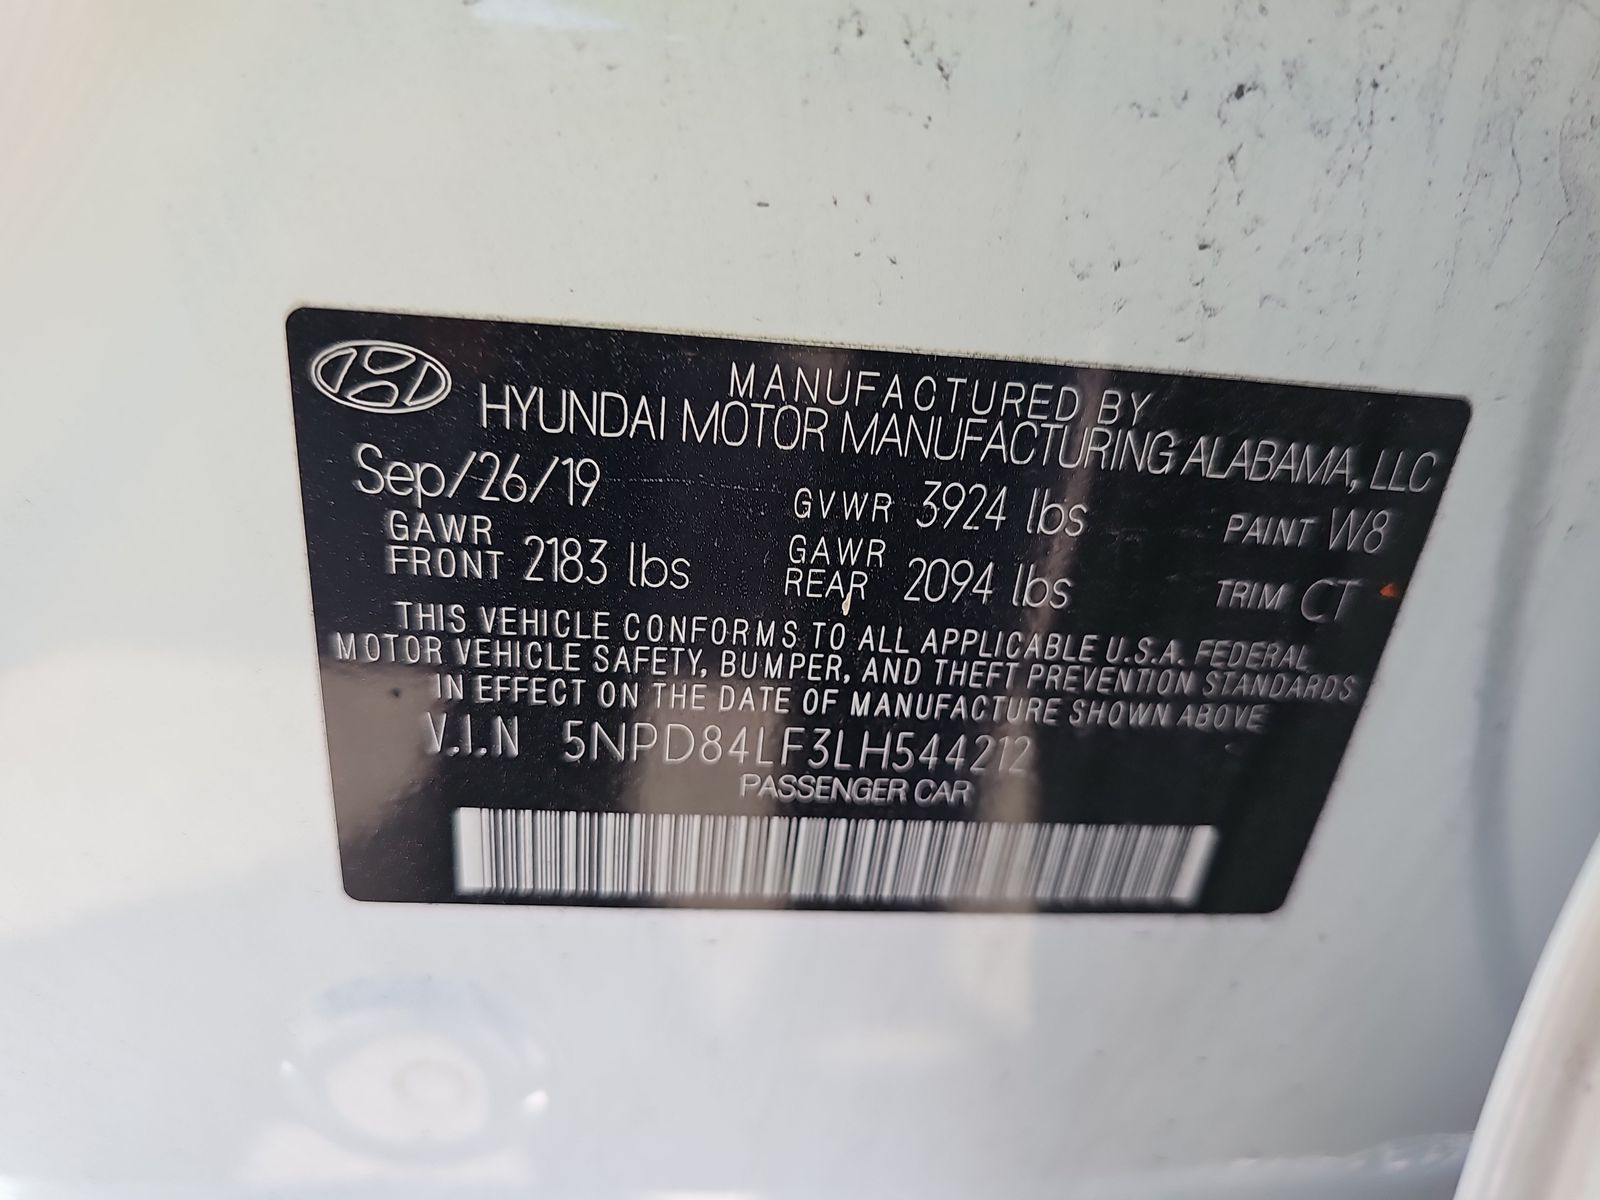 MANUFACTURED BY
HYUNDAI MOTOR MANUFACTURING ALABAMA, LLC
Sep/26/19 GVWR 3924 lbs PAINT W8
GAWR FRONT 2183 lbs GAWR REAR 2094 lbs TRIM CT
THIS VEHICLE CONFORMS TO ALL APPLICABLE U.S.A. FEDERAL
MOTOR VEHICLE SAFETY, BUMPER, AND THEFT PREVENTION STANDARDS
IN EFFECT ON THE DATE OF MANUFACTURE SHOWN ABOVE
V.I.N 5NPD84LF3LH544212
PASSENGER CAR